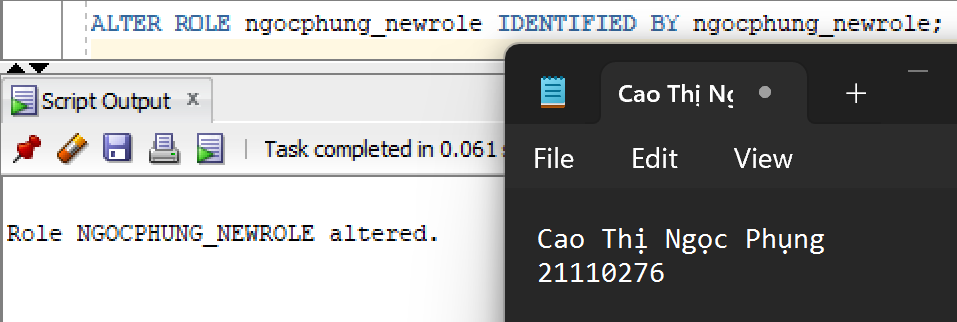 ALTER ROLE ngocphung_newrole IDENTIFIED BY ngocphung_newrole;
Script Output x
Task completed in 0.061
Role NGOCPHUNG_NEWROLE altered.
Cao Thị Ng
File Edit View
Cao Thị Ngọc Phụng
21110276